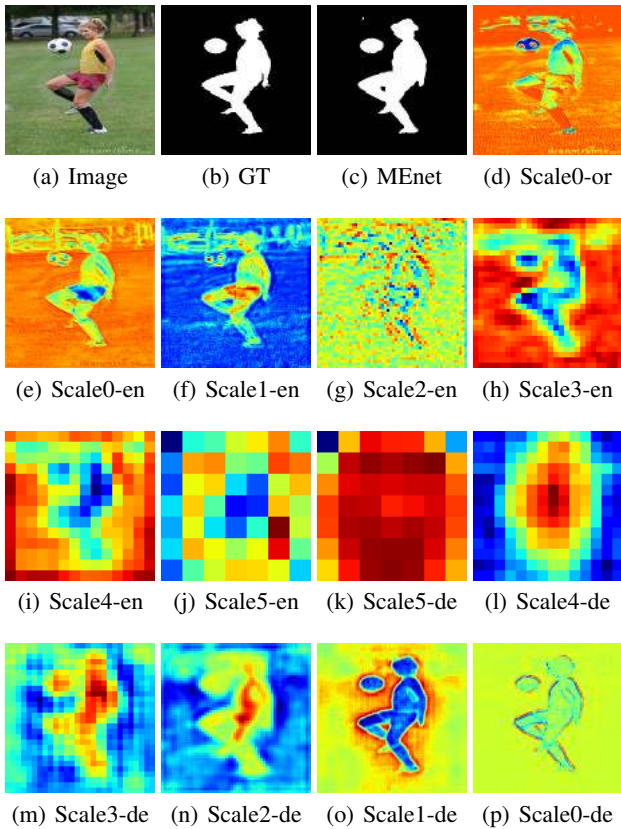 (a) Image (b) GT (c) MEnet (d) Scale0-or
(e) Scale0-en (f) Scale1-en (g) Scale2-en (h) Scale3-en
(i) Scale4-en (j) Scale5-en (k) Scale5-de (l) Scale4-de
(m) Scale3-de (n) Scale2-de (o) Scale1-de (p) Scale0-de